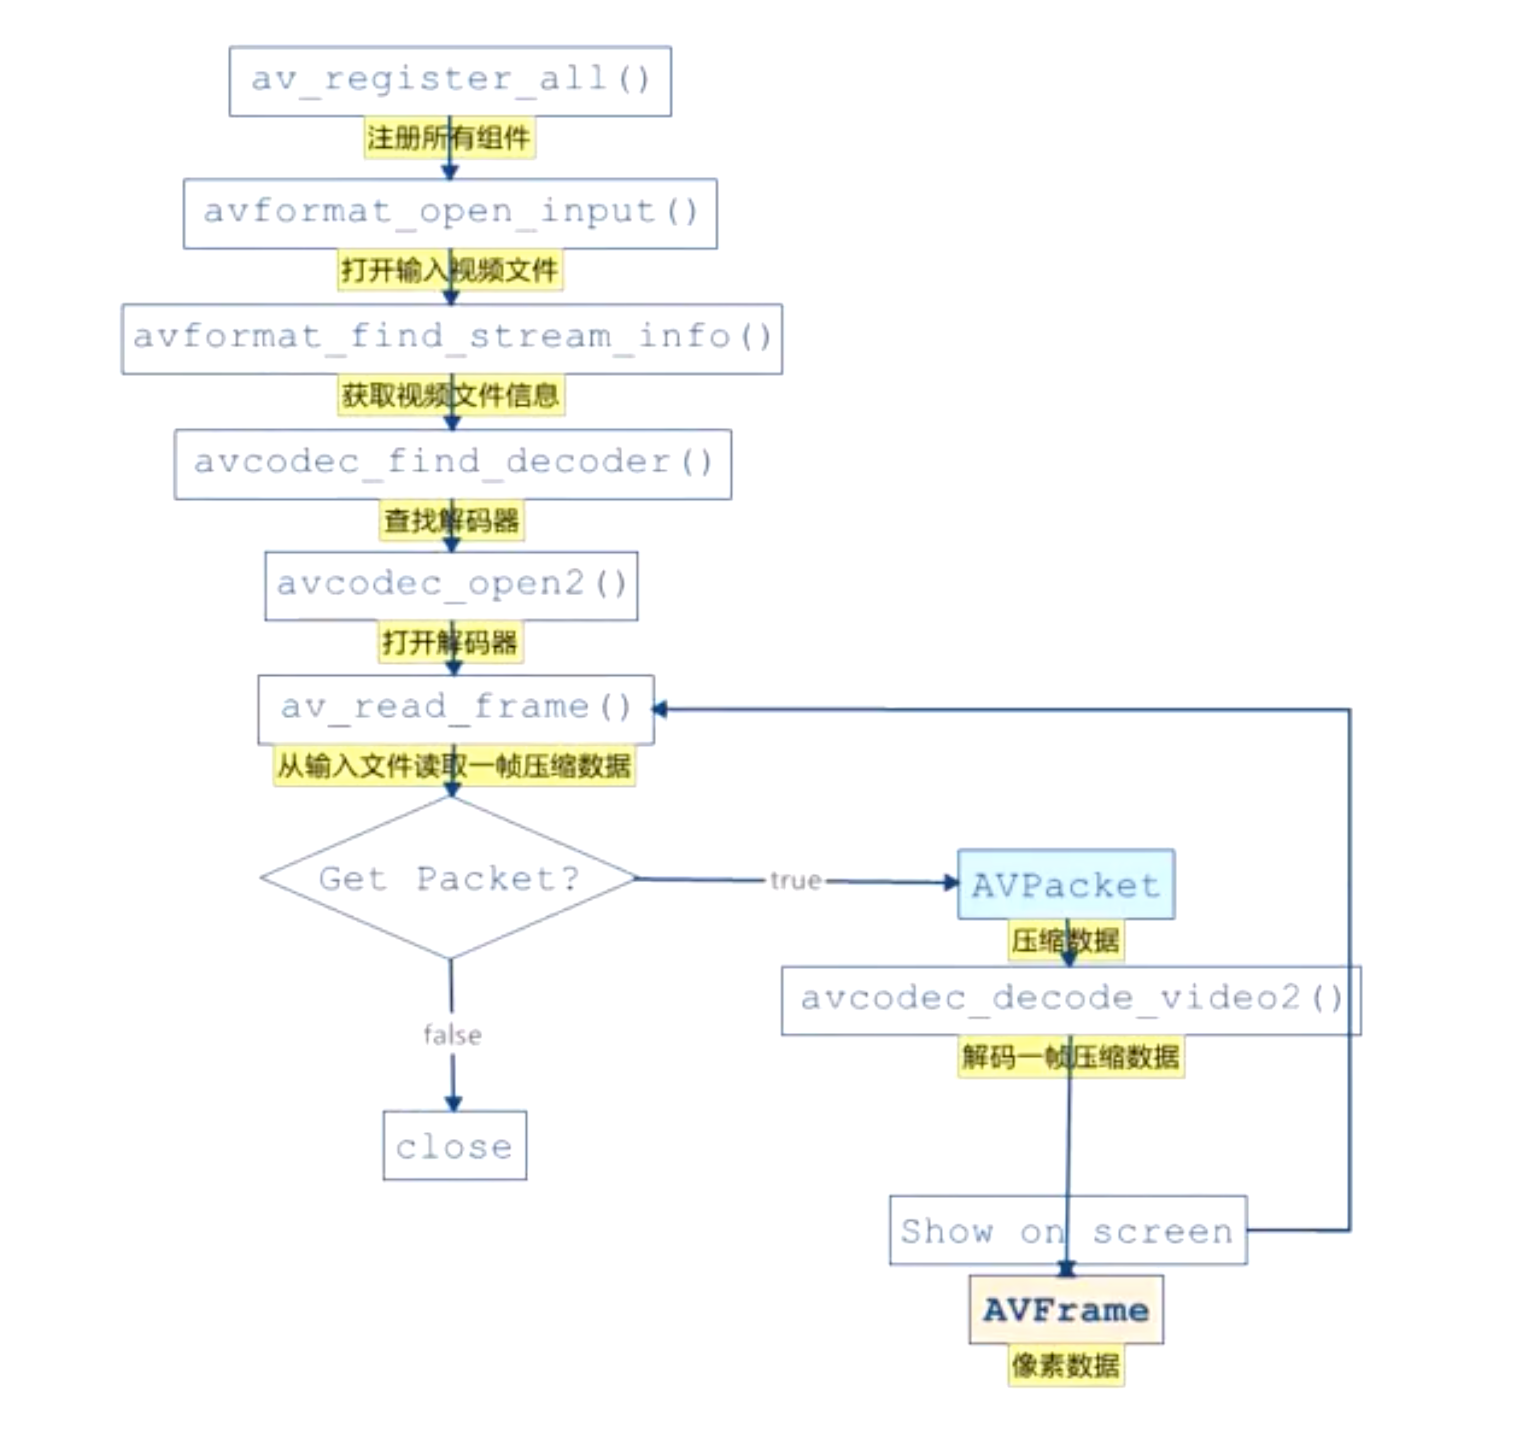 av_register_all()
注册所有组件
avformat_open_input()
打开输入视频文件
avformat_find_stream_info()
获取视频文件信息
avcodec_find_decoder()
查找解码器
avcodec_open2()
打开解码器
av_read_frame()
从输入文件读取一帧压缩数据
Get Packet?
true
AVPacket
压缩数据
avcodec_decode_video2()
解码一帧压缩数据
false
close
Show on screen
AVFrame
像素数据